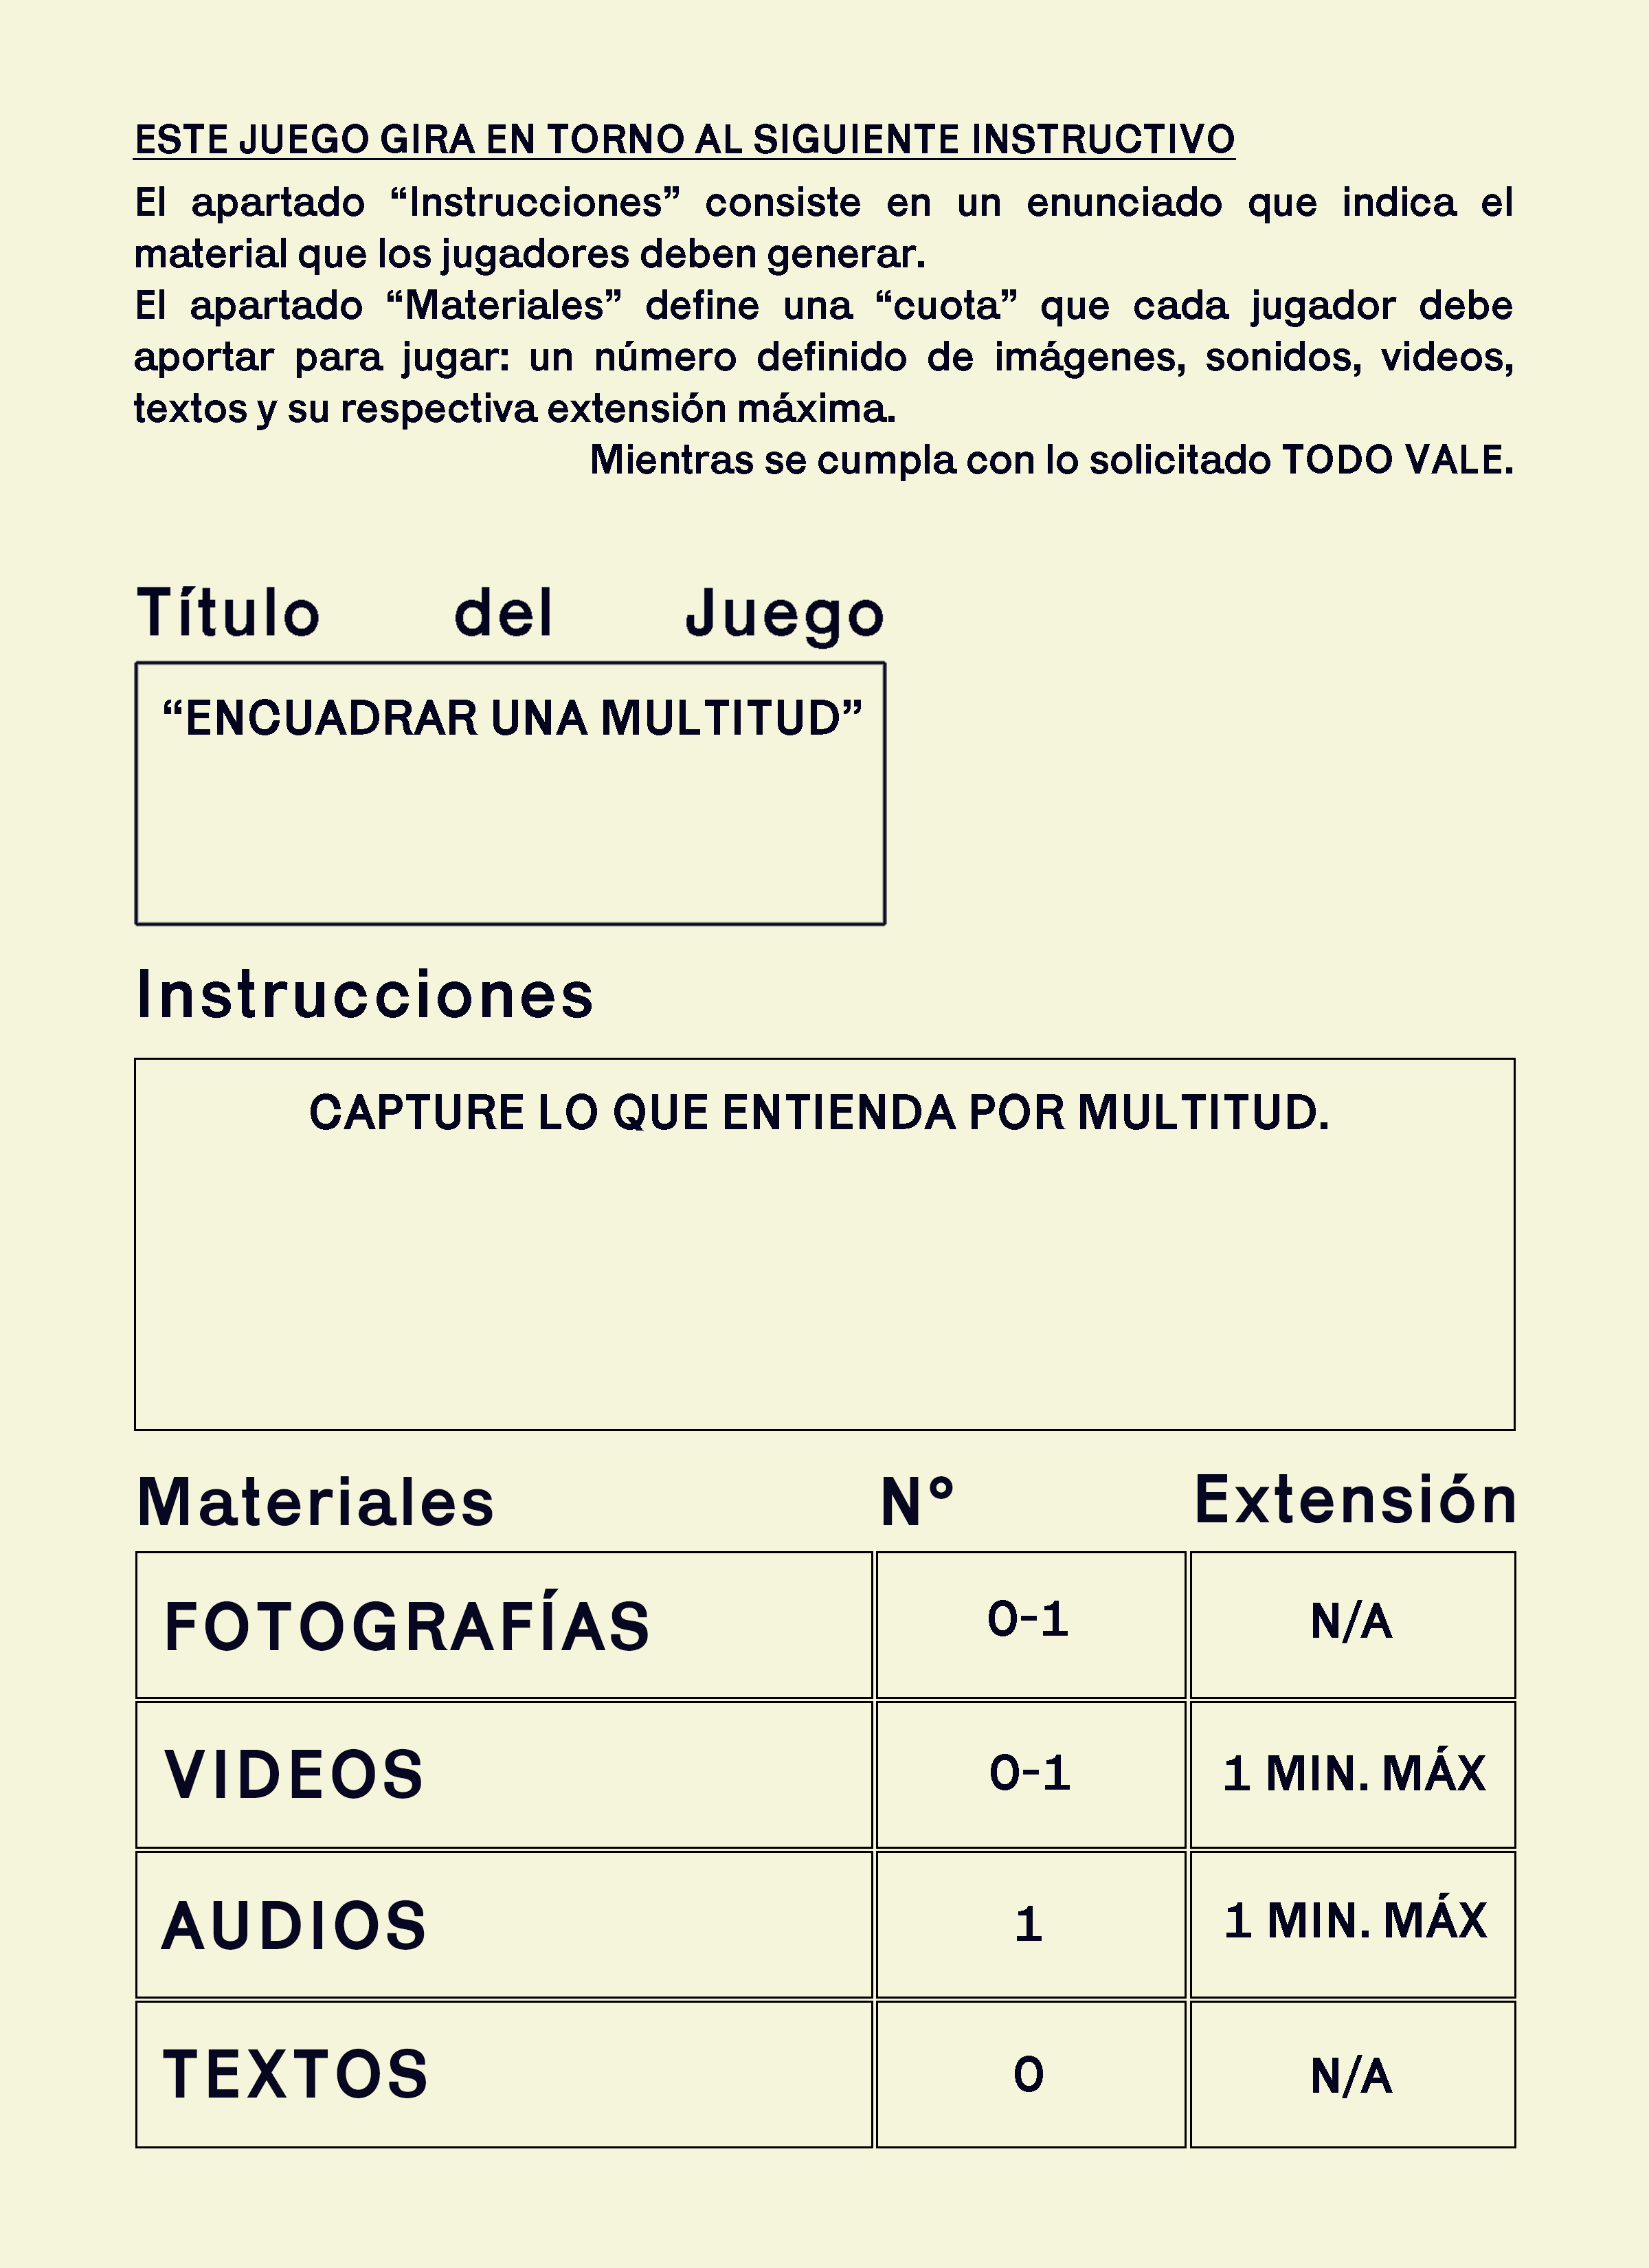 ESTE JUEGO GIRA EN TORNO AL SIGUIENTE INSTRUCTIVO
El apartado “Instrucciones” consiste en un enunciado que indica el
material que los jugadores deben generar.
El apartado “Materiales” define una “cuota” que cada jugador debe
aportar para jugar: un número definido de imágenes, sonidos, videos,
textos y su respectiva extensión máxima.
Mientras se cumpla con lo solicitado TODO VALE.
Título del Juego
“ENCUADRAR UNA MULTITUD”
Instrucciones
CAPTURE LO QUE ENTIENDA POR MULTITUD.
Materiales N° Extensión
FOTOGRAFÍAS 0-1 N/A
VIDEOS 0-1 1 MIN. MÁX
AUDIOS 1 1 MIN. MÁX
TEXTOS 0 N/A